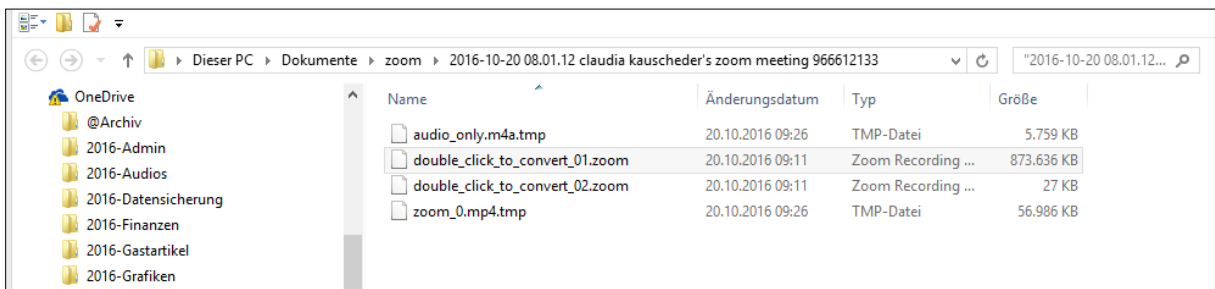 Dieser PC Dokumente zoom 2016-10-20 08.01.12 claudia kauscheder's zoom meeting 966612133 "2016-10-20 08.01.12...
OneDrive
@Archiv
2016-Admin
2016-Audios
2016-Datensicherung
2016-Finanzen
2016-Gastartikel
2016-Grafiken
Name Änderungsdatum Typ Größe
audio_only.m4a.tmp 20.10.2016 09:26 TMP-Datei 5.759 KB
double_click_to_convert_01.zoom 20.10.2016 09:11 Zoom Recording ... 873.636 KB
double_click_to_convert_02.zoom 20.10.2016 09:11 Zoom Recording ... 27 KB
zoom_0.mp4.tmp 20.10.2016 09:26 TMP-Datei 56.986 KB